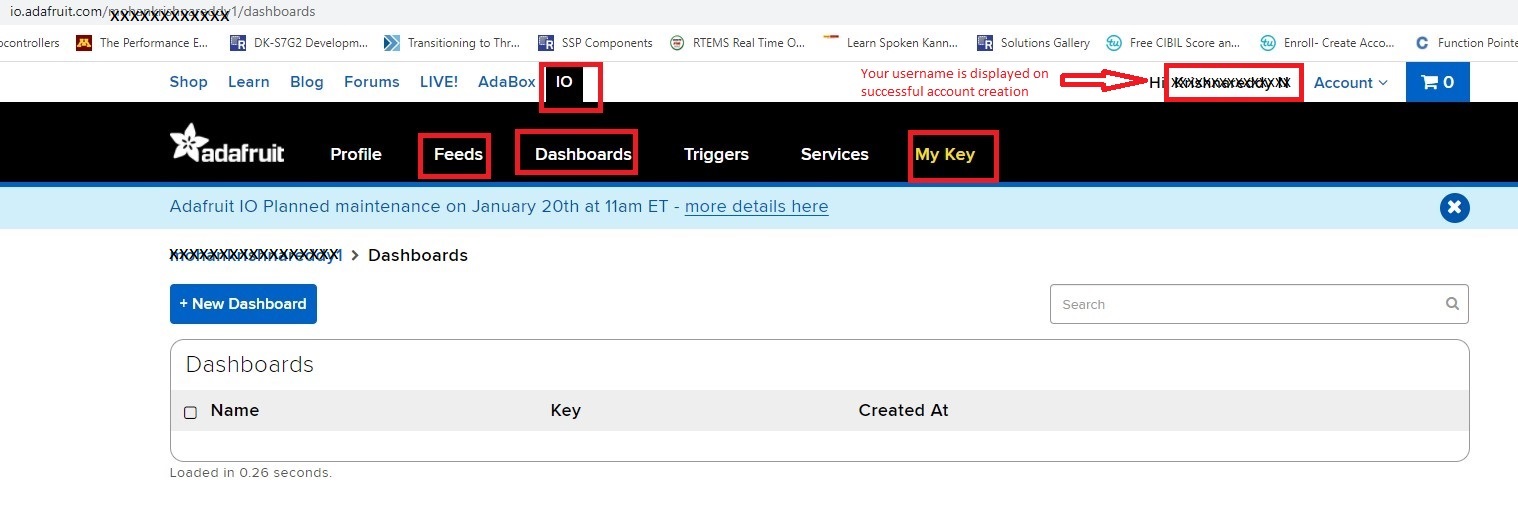 io.adafruit.com/ 1/dashboards
ocontrollers The Performance E... DK-S7G2 Developm... Transitioning to Thr... SSP Components RTEMS Real Time O... Learn Spoken Kann... Solutions Gallery Free CIBIL Score an... Enroll- Create Acco... Function Pointe
Shop Learn Blog Forums LIVE! AdaBox IO
Your username is displayed on
successful account creation
Hi Account 0
adafruit Profile Feeds Dashboards Triggers Services My Key
Adafruit IO Planned maintenance on January 20th at 11am ET - more details here
> Dashboards
+ New Dashboard
Search
Dashboards
Name Key Created At
Loaded in 0.26 seconds.